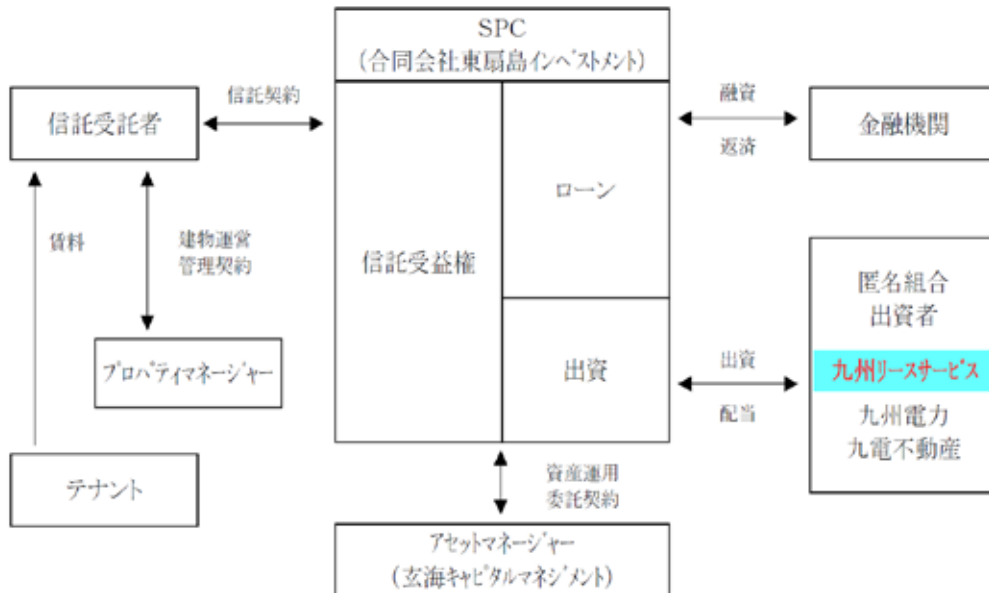 SPC
(合同会社東扇島インベストメント)
信託契約
信託受託者
融資
返済
金融機関
ローン
賃料
建物運営
管理契約
信託受益権
匿名組合
出資者
九州リースサービス
九州電力
九電不動産
プロパティマネージャー
出資
出資
配当
テナント
資産運用
委託契約
アセットマネージャー
(玄海キャピタルマネジメント)